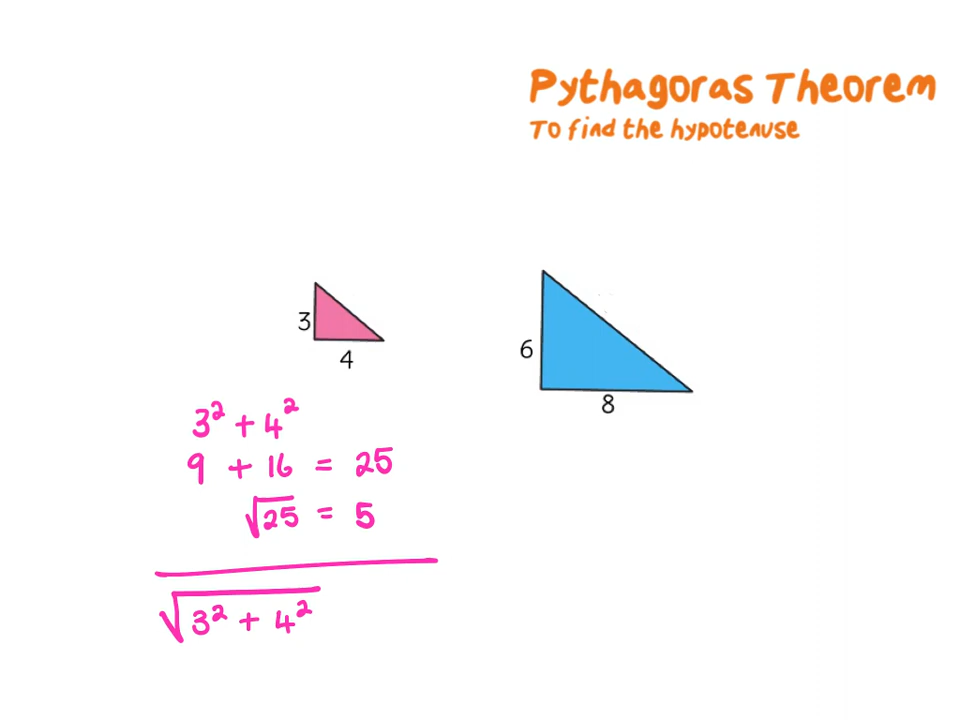 Pythagoras Theorem
To find the hypotenuse
3
4
6
8
3² + 4²
9 + 16 = 25
√25 = 5
√3² + 4²